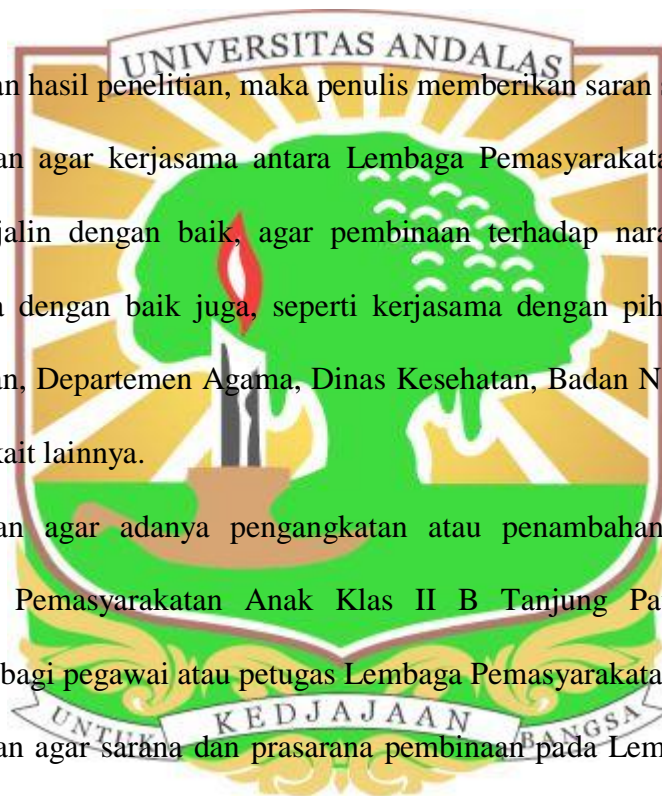 UNIVERSITAS ANDALAS
an hasil penelitian, maka penulis memberikan saran s
an agar kerjasama antara Lembaga Pemasyarakata
jalin dengan baik, agar pembinaan terhadap nara
a dengan baik juga, seperti kerjasama dengan pih
an, Departemen Agama, Dinas Kesehatan, Badan N
kait lainnya.
an agar adanya pengangkatan atau penambahan
Pemasyarakatan Anak Klas II B Tanjung Pa
bagi pegawai atau petugas Lembaga Pemasyarakata
UNTUK KEDJAJAAN BANGSA
an agar sarana dan prasarana pembinaan pada Lem